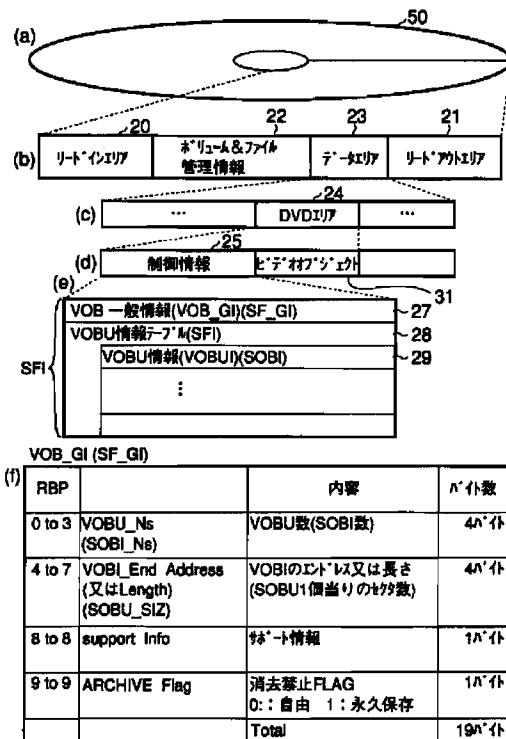 (a)
50
20
22
23
21
(b)
リードインエリア
ボリューム&ファイル
管理情報
データエリア
リードアウトエリア
24
(c)
…
DVDエリア
…
25
(d)
制御情報
ビデオオブジェクト
31
(e)
VOB 一般情報(VOB_GI)(SF_GI)
27
VOBU情報テーブル(SFI)
28
VOBU情報(VOBUI)(SOBI)
29
⋮
SFI
VOB_GI (SF_GI)
(f)
RBP 内容 バイト数
0 to 3 VOBU_Ns VOBU数(SOBI数) 4バイト
(SOBI_Ns)
4 to 7 VOBI_End Address VOBIのエンドレス又は長さ 4バイト
(又はLength) (SOBU1個当りのセクタ数)
(SOBU_SIZ)
8 to 8 support Info サポート情報 1バイト
9 to 9 ARCHIVE Flag 消去禁止FLAG 1バイト
0:：自由 1：永久保存
Total 19バイト